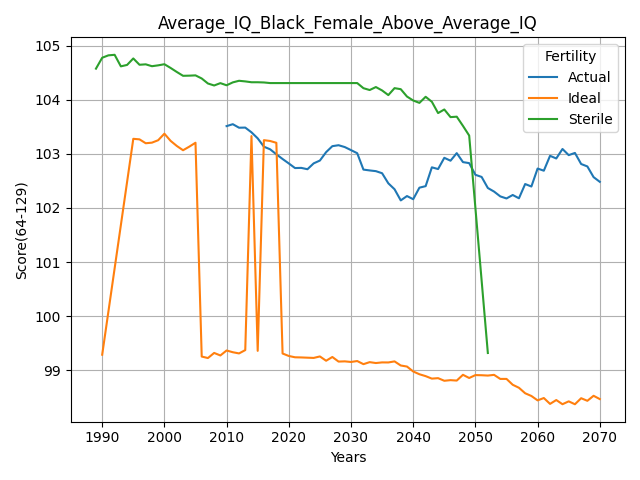 Average_IQ_Black_Female_Above_Average_IQ
Fertility
Actual
Ideal
Sterile
Score(64-129)
105
104
103
102
101
100
99
1990 2000 2010 2020 2030 2040 2050 2060 2070
Years